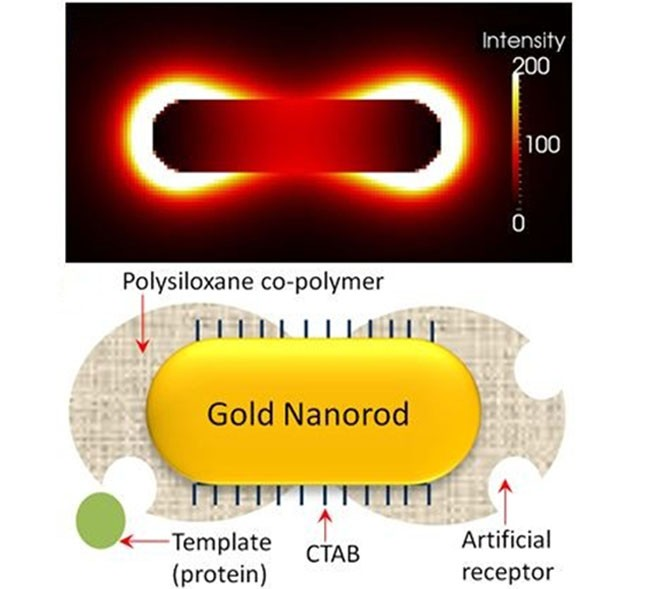 Intensity
200
100
0
Polysiloxane co-polymer
Gold Nanorod
Template
(protein)
CTAB
Artificial
receptor